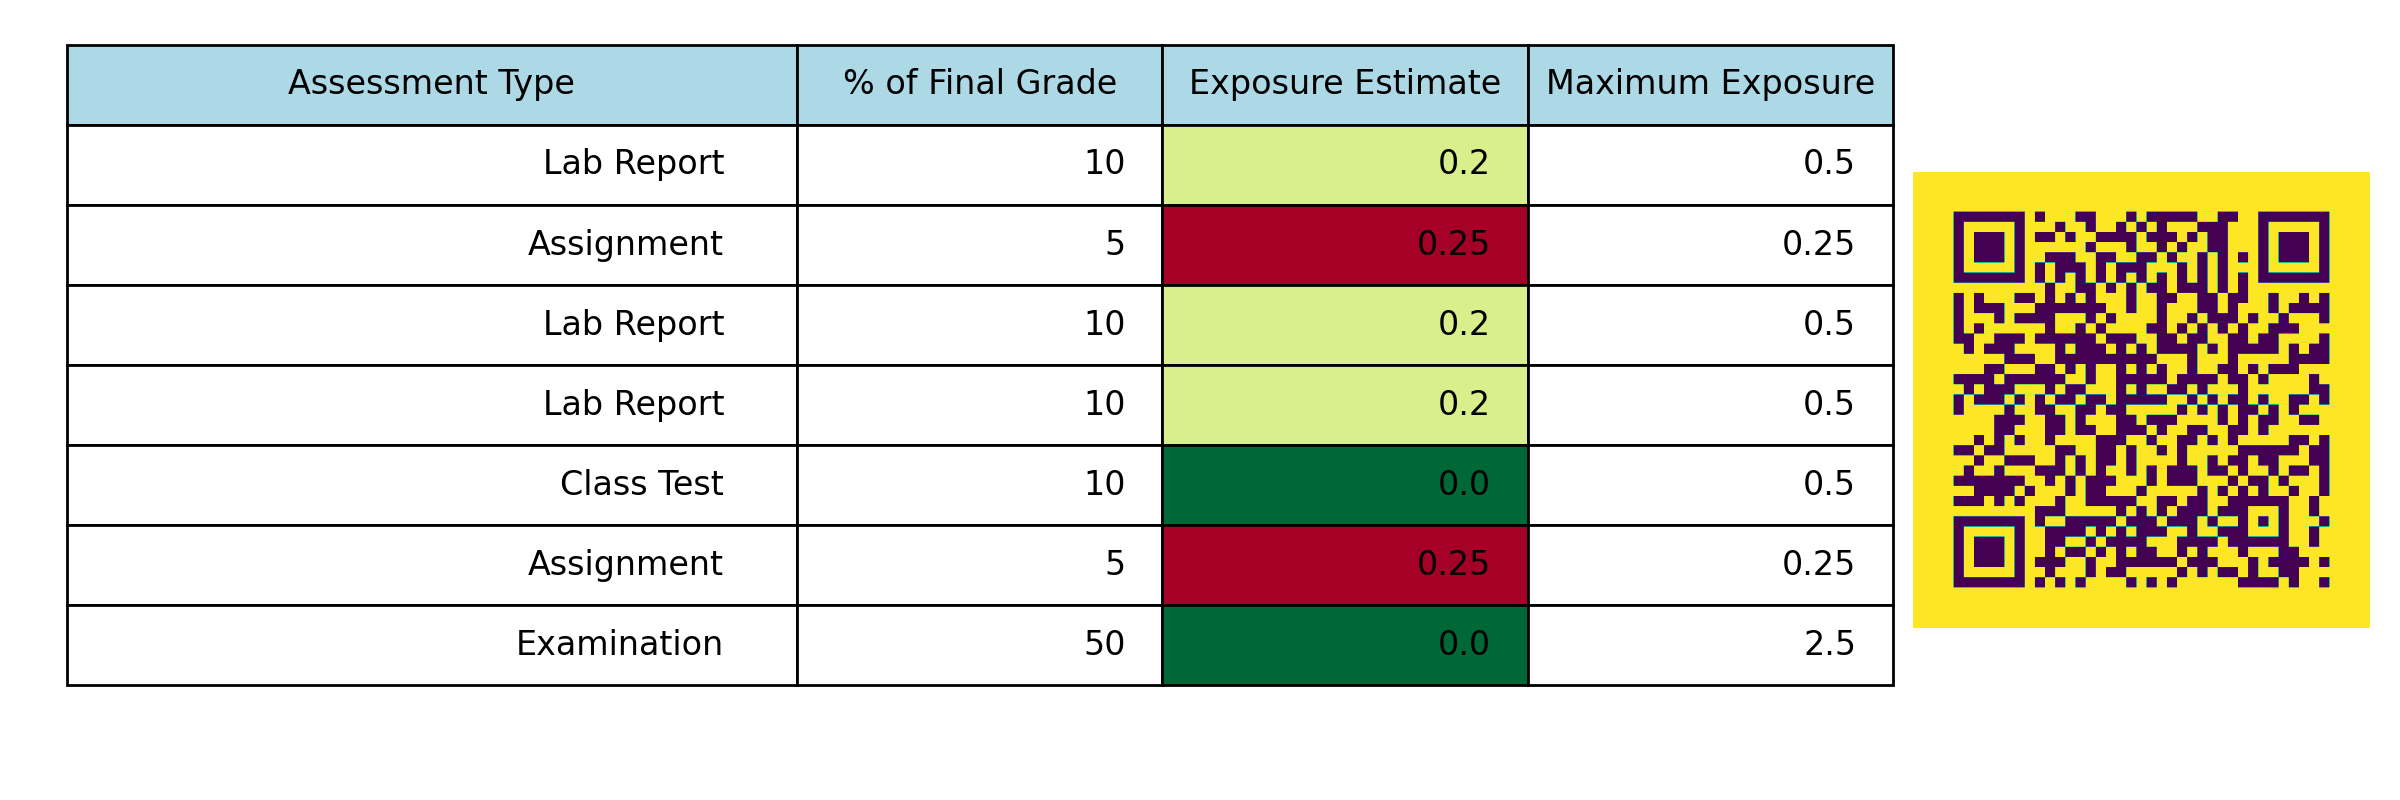 Assessment Type % of Final Grade Exposure Estimate Maximum Exposure
Lab Report 10 0.2 0.5
Assignment 5 0.25 0.25
Lab Report 10 0.2 0.5
Lab Report 10 0.2 0.5
Class Test 10 0.0 0.5
Assignment 5 0.25 0.25
Examination 50 0.0 2.5